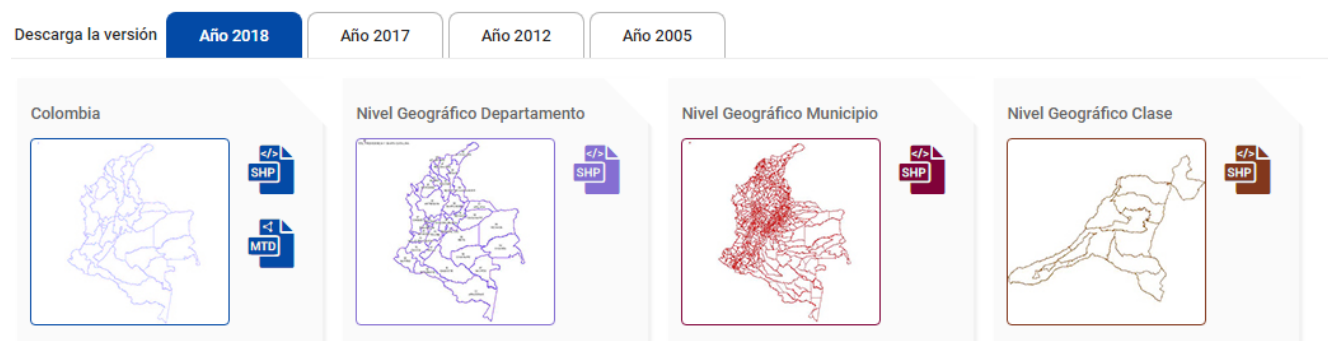 Descarga la versión
Año 2018
Año 2017
Año 2012
Año 2005
Colombia
Nivel Geográfico Departamento
Nivel Geográfico Municipio
Nivel Geográfico Clase
</>
SHP
MTD
</>
SHP
</>
SHP
</>
SHP